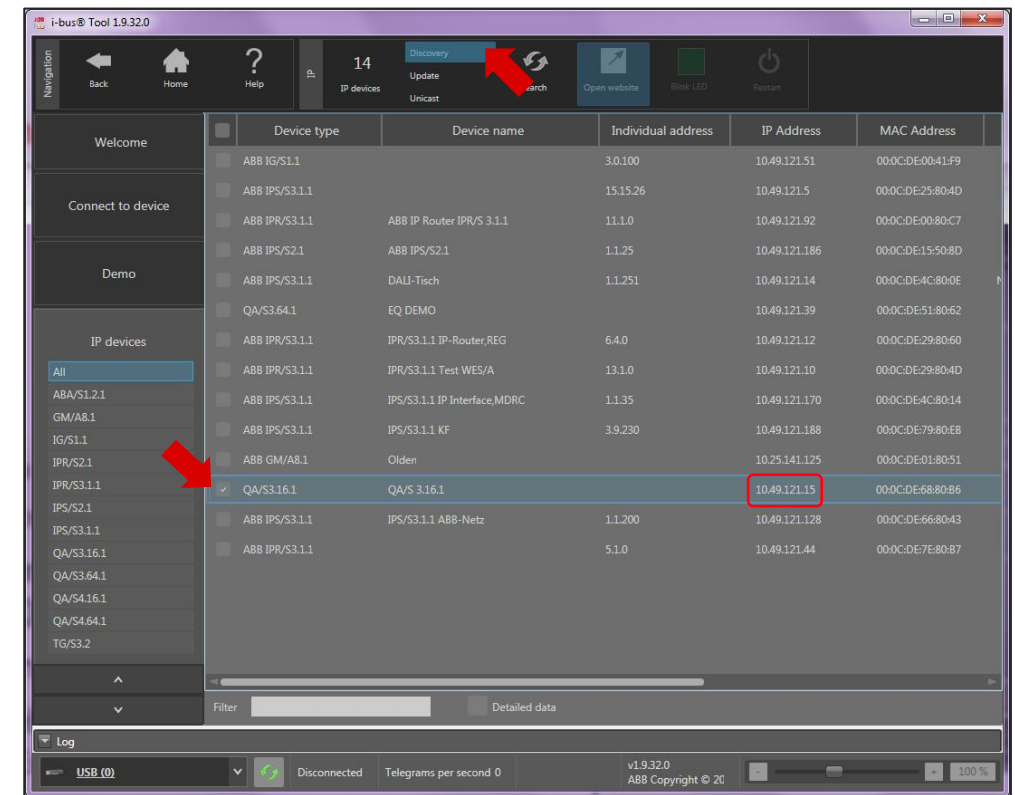 i-bus® Tool 1.9.32.0
Navigation
Back
Home
Help
IP
14
IP devices
Discovery
Update
Unicast
Open website
Blink LED
Restart
Welcome
Connect to device
Demo
IP devices
All
ABA/S1.2.1
GM/A8.1
IG/S1.1
IPR/S2.1
IPR/S3.1.1
IPS/S2.1
IPS/S3.1.1
QA/S3.16.1
QA/S3.64.1
QA/S4.16.1
QA/S4.64.1
TG/S3.2
Device type Device name Individual address IP Address MAC Address
ABB IG/S1.1 3.0.100 10.49.121.51 00:0C:DE:00:41:F9
ABB IPS/S3.1.1 15.15.26 10.49.121.5 00:0C:DE:25:80:4D
ABB IPR/S3.1.1 ABB IP Router IPR/S 3.1.1 11.1.0 10.49.121.92 00:0C:DE:00:80:C7
ABB IPS/S2.1 ABB IPS/S2.1 1.1.25 10.49.121.186 00:0C:DE:15:50:8D
ABB IPS/S3.1.1 DALI-Tisch 1.1.251 10.49.121.14 00:0C:DE:4C:80:0E
QA/S3.64.1 EQ DEMO 10.49.121.39 00:0C:DE:51:80:62
ABB IPR/S3.1.1 IPR/S3.1.1 IP-Router,REG 6.4.0 10.49.121.12 00:0C:DE:29:80:60
ABB IPR/S3.1.1 IPR/S3.1.1 Test WES/A 13.1.0 10.49.121.10 00:0C:DE:29:80:4D
ABB IPS/S3.1.1 IPS/S3.1.1 IP Interface,MDRC 1.1.35 10.49.121.170 00:0C:DE:4C:80:14
ABB IPS/S3.1.1 IPS/S3.1.1 KF 3.9.230 10.49.121.188 00:0C:DE:79:80:EB
ABB GM/A8.1 Olden 10.25.141.125 00:0C:DE:01:80:51
QA/S3.16.1 QA/S 3.16.1 10.49.121.15 00:0C:DE:68:80:B6
ABB IPS/S3.1.1 IPS/S3.1.1 ABB-Netz 1.1.200 10.49.121.128 00:0C:DE:66:80:43
ABB IPR/S3.1.1 5.1.0 10.49.121.44 00:0C:DE:7E:80:B7
Filter
Detailed data
Log
USB (0)
Disconnected
Telegrams per second 0
v1.9.32.0
ABB Copyright © 20
100 %